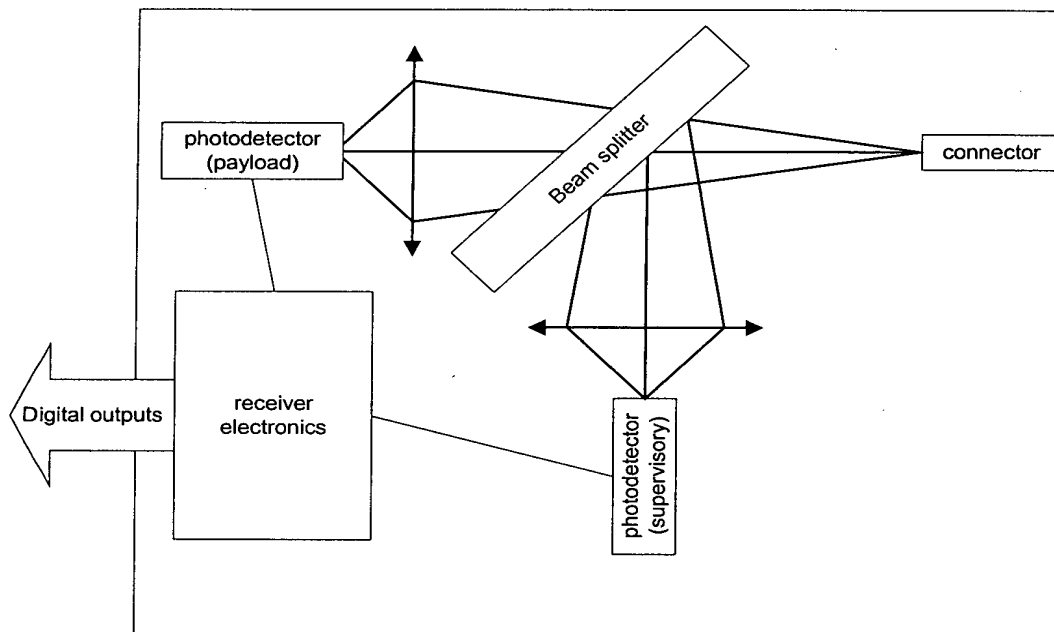 photodetector
(payload)
Beam splitter
connector
Digital outputs
receiver
electronics
photodetector
(supervisory)